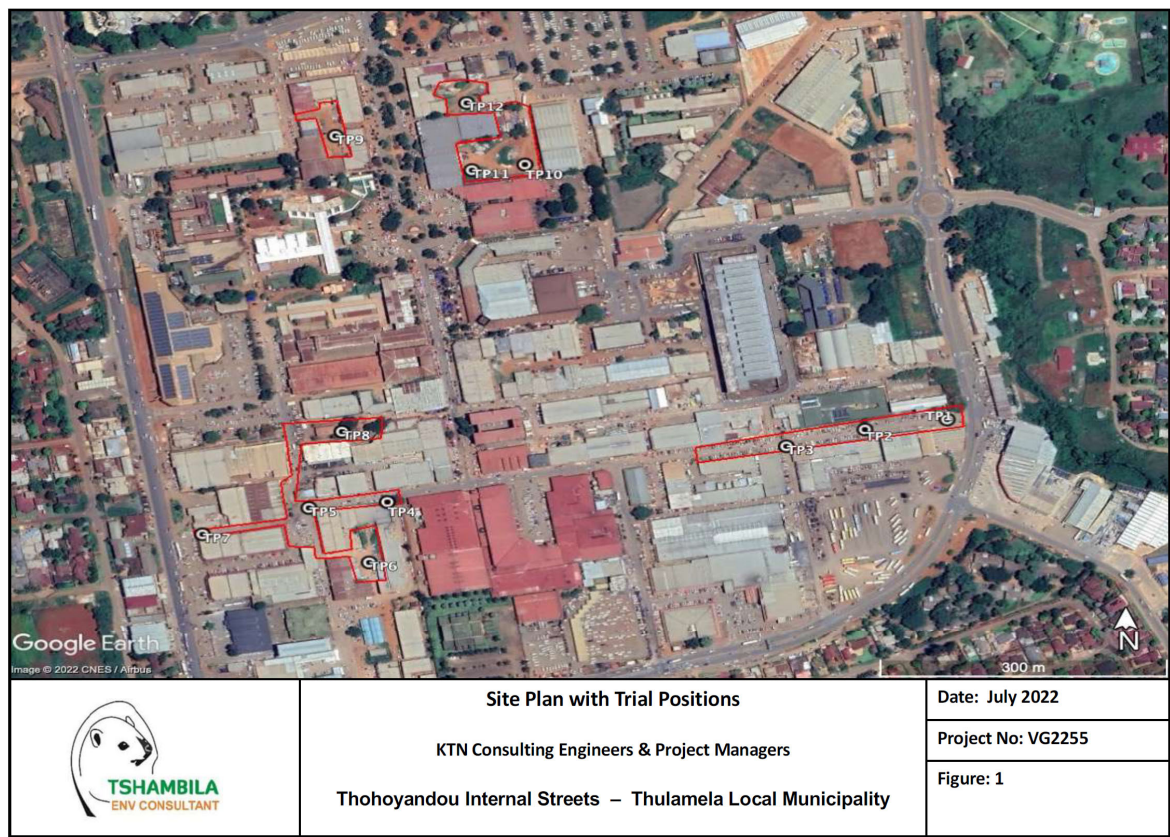 TP12
TP9
TP11
TP10
TP1
TP2
TP3
TP8
TP5
TP4
TP7
TP6
Google Earth
Image © 2022 CNES / Airbus
300 m
N
Site Plan with Trial Positions
KTN Consulting Engineers & Project Managers
Thohoyandou Internal Streets – Thulamela Local Municipality
TSHAMBILA
ENV CONSULTANT
Date: July 2022
Project No: VG2255
Figure: 1